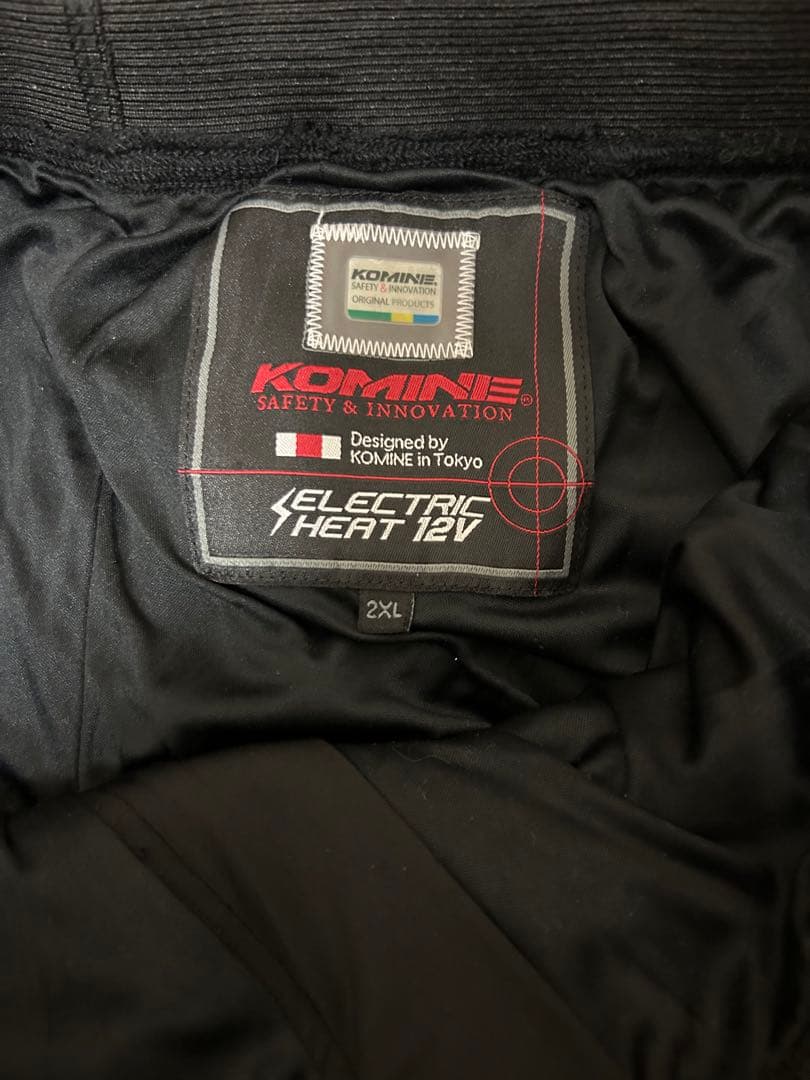 KOMINE
SAFETY & INNOVATION
ORIGINAL PRODUCTS
KOMINE®
SAFETY & INNOVATION
Designed by
KOMINE in Tokyo
ELECTRIC
HEAT 12V
2XL